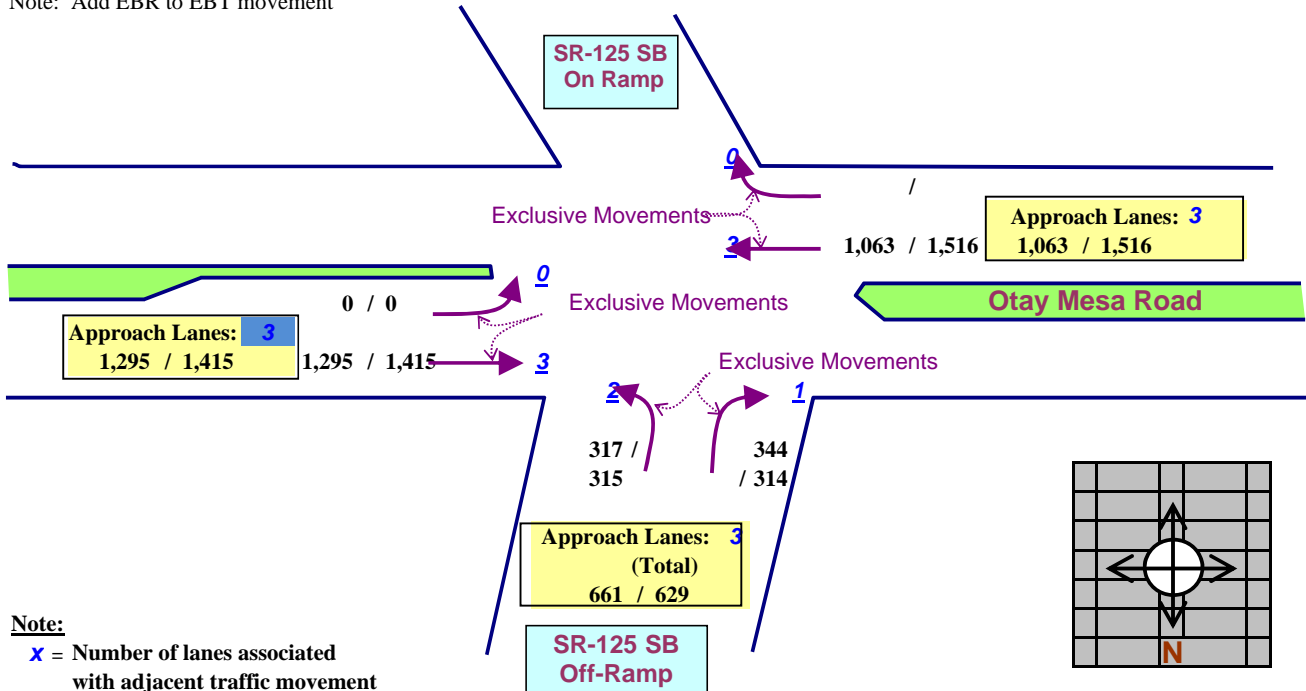 Note: Add EBR to EBT movement
SR-125 SB
On Ramp
0
/
Exclusive Movements
Approach Lanes: 3
3
1,063 / 1,516
1,063 / 1,516
0
0 / 0
Exclusive Movements
Otay Mesa Road
Approach Lanes: 3
1,295 / 1,415
1,295 / 1,415
3
Exclusive Movements
2
1
317 /
315
344
/ 314
Approach Lanes: 3
(Total)
661 / 629
Note:
x = Number of lanes associated
with adjacent traffic movement
SR-125 SB
Off-Ramp
N